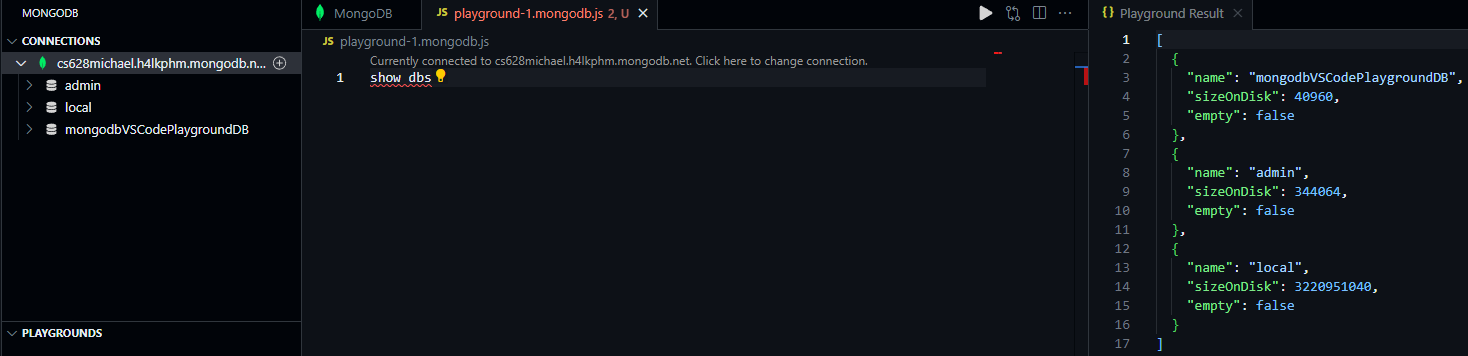 MONGODB
CONNECTIONS
cs628michael.h4lkphm.mongodb.n...
admin
local
mongodbVSCodePlaygroundDB
PLAYGROUNDS
MongoDB
JS playground-1.mongodb.js 2, U
JS playground-1.mongodb.js
Currently connected to cs628michael.h4lkphm.mongodb.net. Click here to change connection.
1 show dbs
{} Playground Result
1 [
2 {
3 "name": "mongodbVSCodePlaygroundDB",
4 "sizeOnDisk": 40960,
5 "empty": false
6 },
7 {
8 "name": "admin",
9 "sizeOnDisk": 344064,
10 "empty": false
11 },
12 {
13 "name": "local",
14 "sizeOnDisk": 3220951040,
15 "empty": false
16 }
17 ]